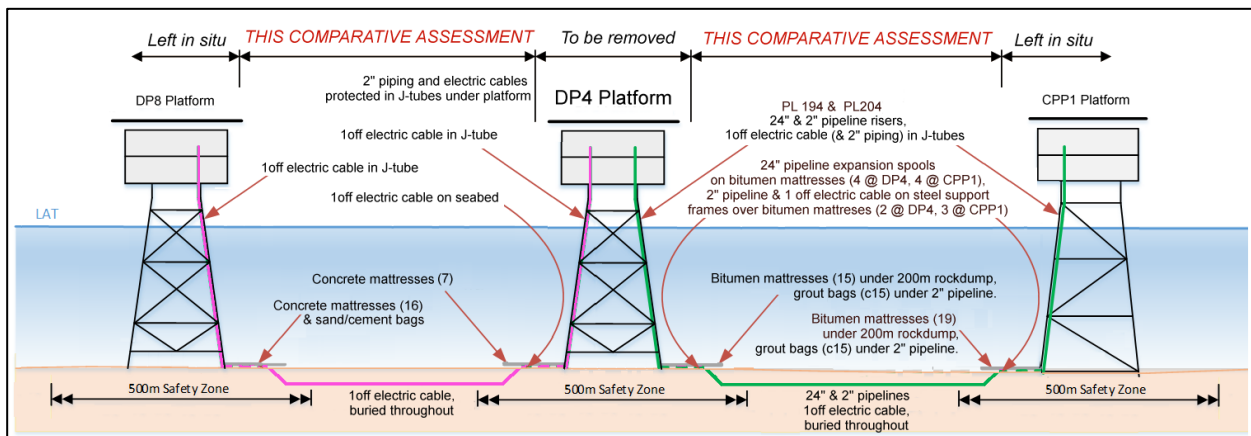 Left in situ
THIS COMPARATIVE ASSESSMENT
To be removed
THIS COMPARATIVE ASSESSMENT
Left in situ
2" piping and electric cables
protected in J-tubes under platform
DP8 Platform
DP4 Platform
PL 194 & PL204
24" & 2" pipeline risers,
1off electric cable (& 2" piping) in J-tubes
CPP1 Platform
1off electric cable in J-tube
1off electric cable in J-tube
1off electric cable on seabed
24" pipeline expansion spools
on bitumen mattresses (4 @ DP4, 4 @ CPP1),
2" pipeline & 1 off electric cable on steel support
frames over bitumen mattreses (2 @ DP4, 3 @ CPP1)
LAT
Concrete mattresses (7)
Concrete mattresses (16)
& sand/cement bags
Bitumen mattresses (15) under 200m rockdump,
grout bags (c15) under 2" pipeline.
Bitumen mattresses (19)
under 200m rockdump,
grout bags (c15) under 2" pipeline.
500m Safety Zone
1off electric cable,
buried throughout
500m Safety Zone
24" & 2" pipelines
1off electric cable,
buried throughout
500m Safety Zone